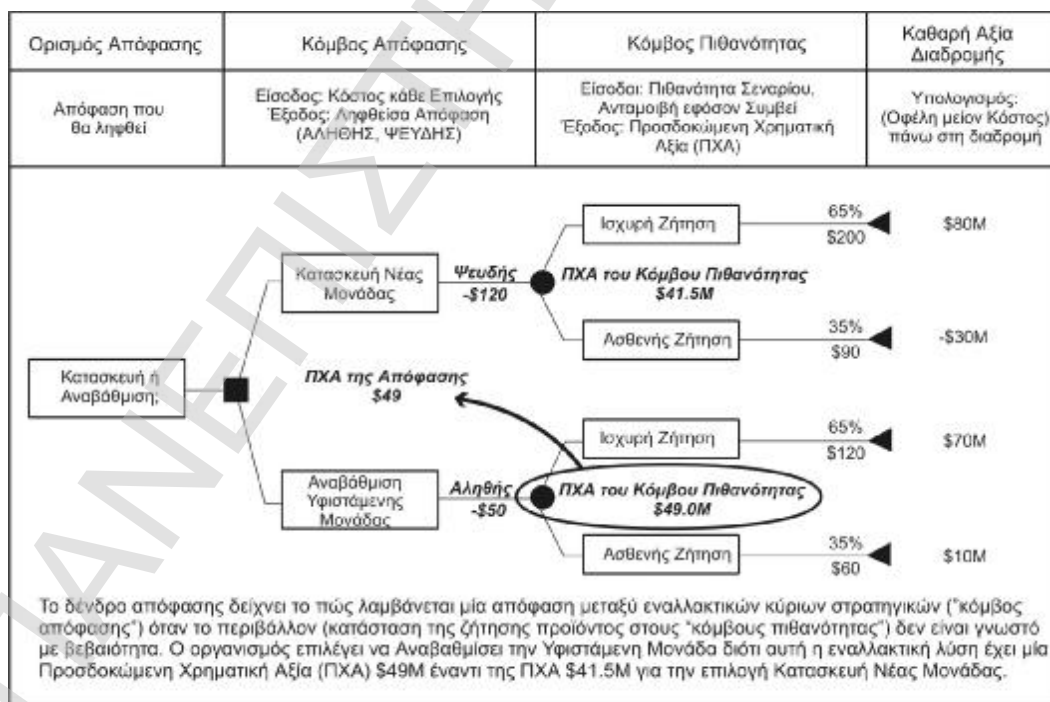 Ορισμός Απόφασης
Κόμβος Απόφασης
Κόμβος Πιθανότητας
Καθαρή Αξία
Διαδρομής
Απόφαση που
θα ληφθεί
Είσοδος: Κόστος κάθε Επιλογής
Έξοδος: Ληφθείσα Απόφαση
(ΑΛΗΘΗΣ, ΨΕΥΔΗΣ)
Είσοδοι: Πιθανότητα Σεναρίου,
Ανταμοιβή εφόσον Συμβεί
Έξοδος: Προσδοκώμενη Χρηματική
Αξία (ΠΧΑ)
Υπολογισμός:
(Οφέλη μείον Κόστος)
πάνω στη διαδρομή
Ισχυρή Ζήτηση
65%
$200
$80M
Κατασκευή Νέας
Μονάδας
Ψευδής
-$120
ΠΧΑ του Κόμβου Πιθανότητας
$41.5M
Ασθενής Ζήτηση
35%
$90
-$30M
Κατασκευή ή
Αναβάθμιση;
ΠΧΑ της Απόφασης
$49
Ισχυρή Ζήτηση
65%
$120
$70M
Αναβάθμιση
Υφιστάμενης
Μονάδας
Αληθής
-$50
ΠΧΑ του Κόμβου Πιθανότητας
$49.0M
Ασθενής Ζήτηση
35%
$60
$10M
Το δένδρο απόφασης δείχνει το πώς λαμβάνεται μία απόφαση μεταξύ εναλλακτικών κύριων στρατηγικών ("κόμβος
απόφασης") όταν το περιβάλλον (κατάσταση της ζήτησης προϊόντος στους "κόμβους πιθανότητας") δεν είναι γνωστό
με βεβαιότητα. Ο οργανισμός επιλέγει να Αναβαθμίσει την Υφιστάμενη Μονάδα διότι αυτή η εναλλακτική λύση έχει μία
Προσδοκώμενη Χρηματική Αξία (ΠΧΑ) $49M έναντι της ΠΧΑ $41.5M για την επιλογή Κατασκευή Νέας Μονάδας.